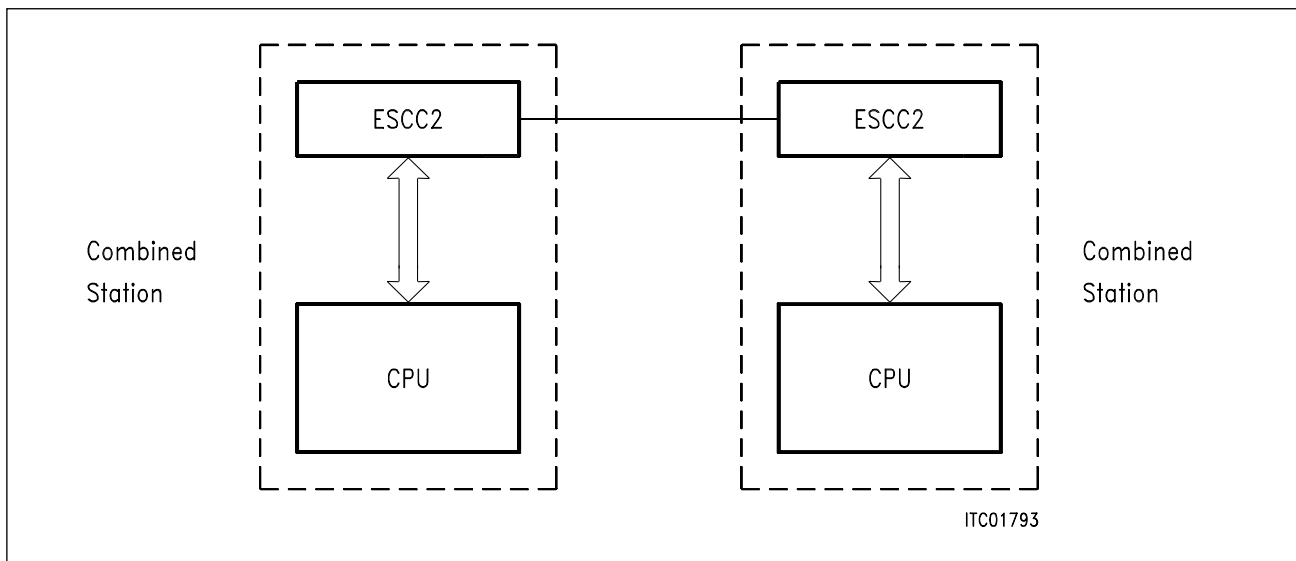 ESCC2
ESCC2
Combined
Station
Combined
Station
CPU
CPU
ITC01793